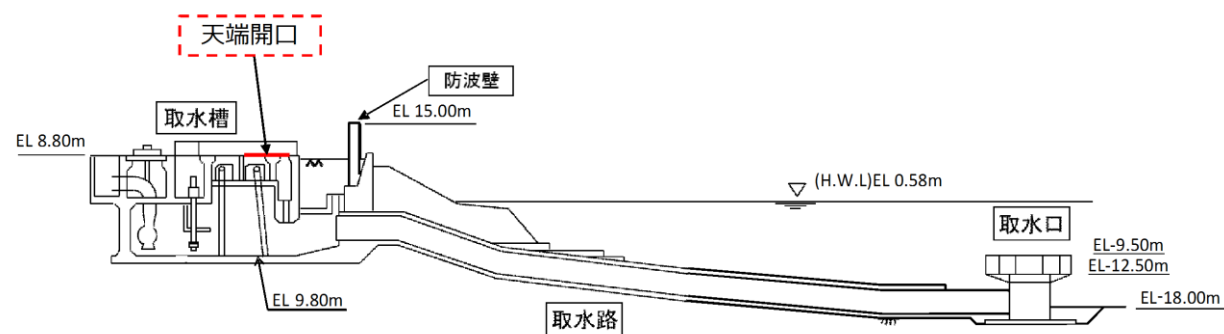 天端開口
防波壁
EL 15.00m
取水槽
EL 8.80m
(H.W.L)EL 0.58m
取水口
EL-9.50m
EL-12.50m
EL-18.00m
EL 9.80m
取水路